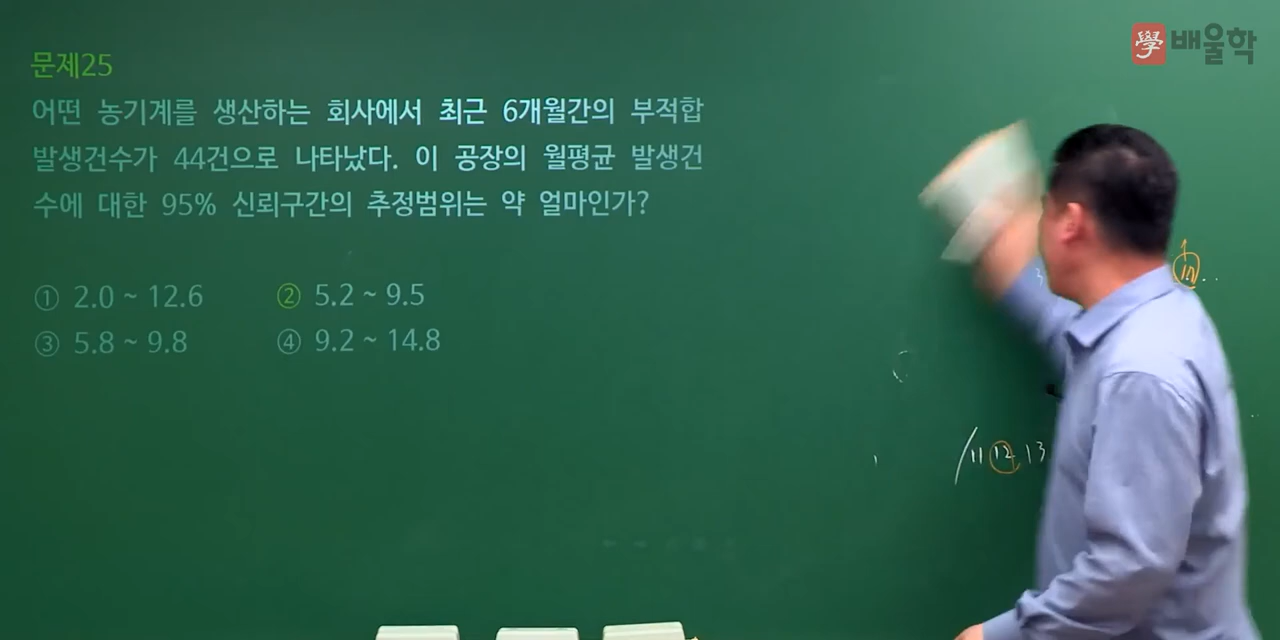 學 배울학
문제25
어떤 농기계를 생산하는 회사에서 최근 6개월간의 부적합
발생건수가 44건으로 나타났다. 이 공장의 월평균 발생건
수에 대한 95% 신뢰구간의 추정범위는 약 얼마인가?
① 2.0 ~ 12.6 ② 5.2 ~ 9.5
③ 5.8 ~ 9.8 ④ 9.2 ~ 14.8
11 12 13